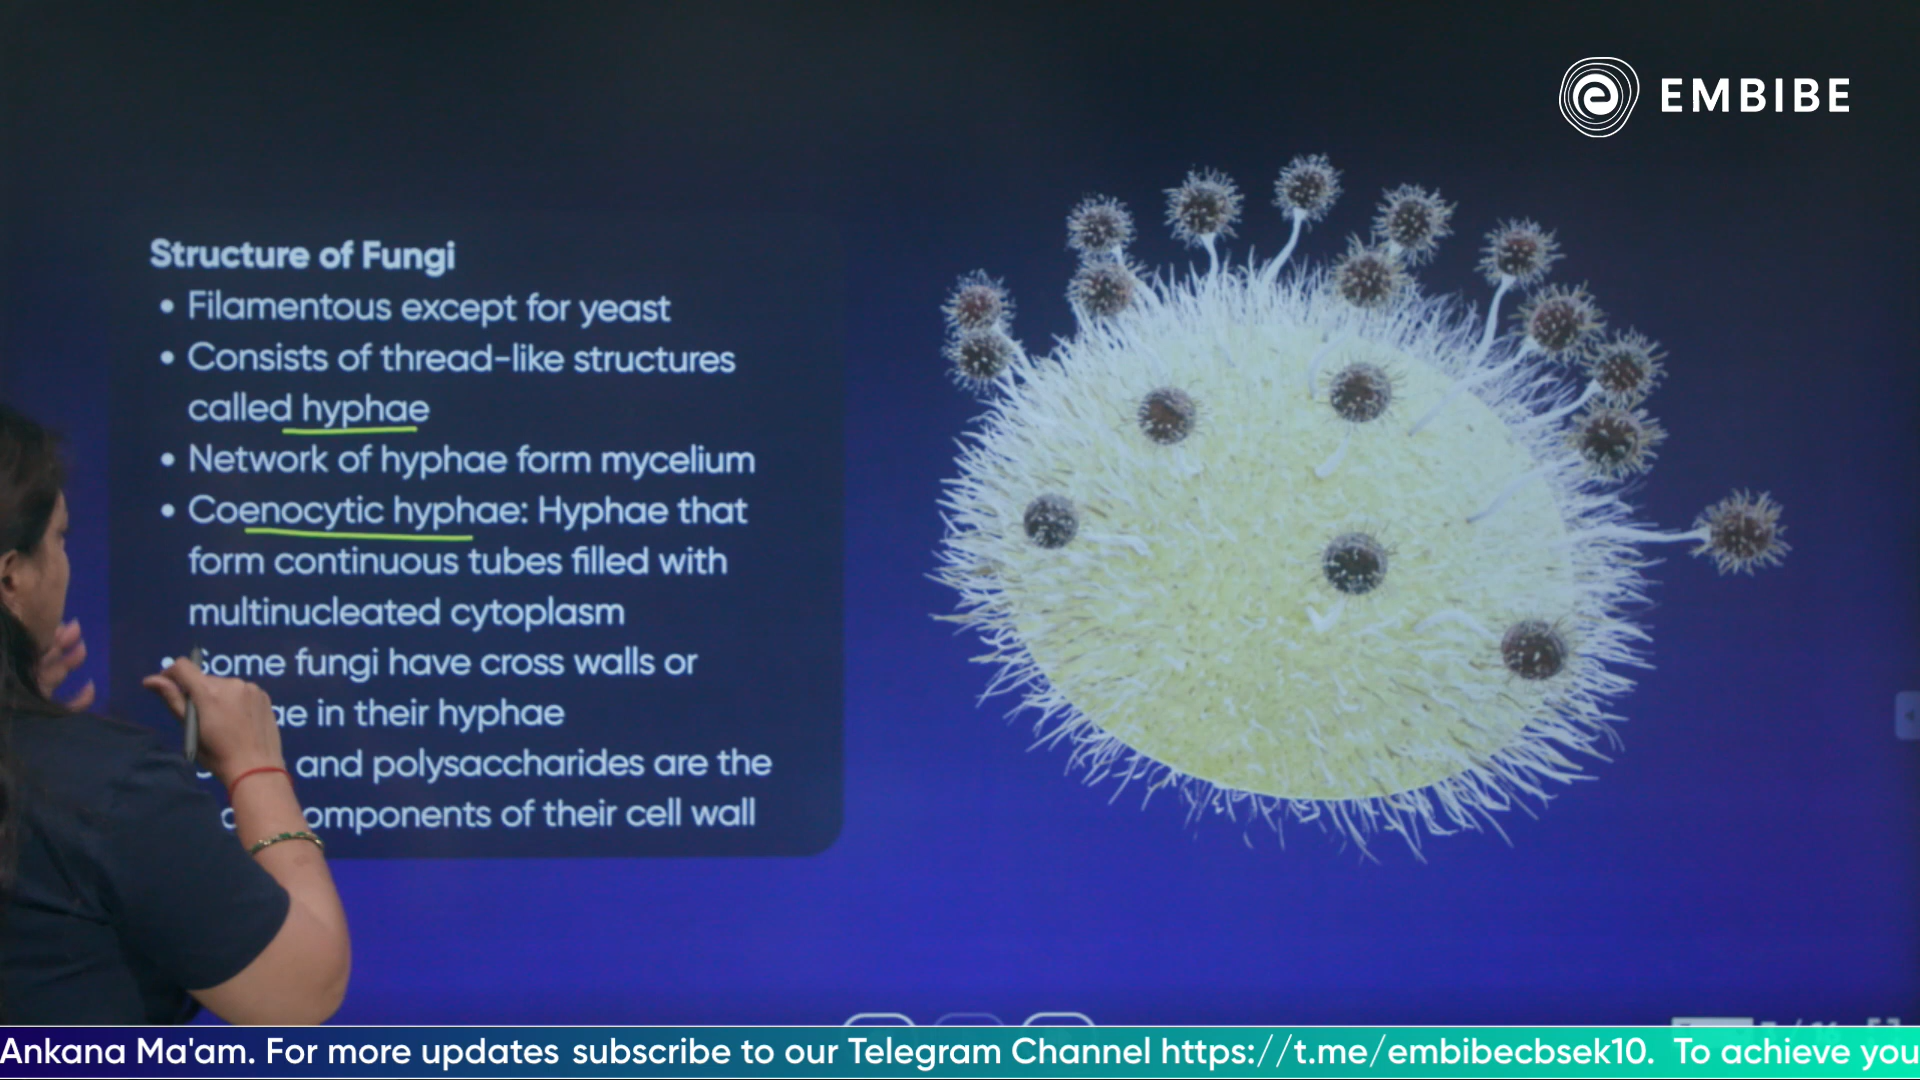 EMBIBE
Structure of Fungi
• Filamentous except for yeast
• Consists of thread-like structures
called hyphae
• Network of hyphae form mycelium
• Coenocytic hyphae: Hyphae that
form continuous tubes filled with
multinucleated cytoplasm
• Some fungi have cross walls or
in their hyphae
and polysaccharides are the
components of their cell wall
Ankana Ma'am. For more updates subscribe to our Telegram Channel https://t.me/embibecbsek10. To achieve you